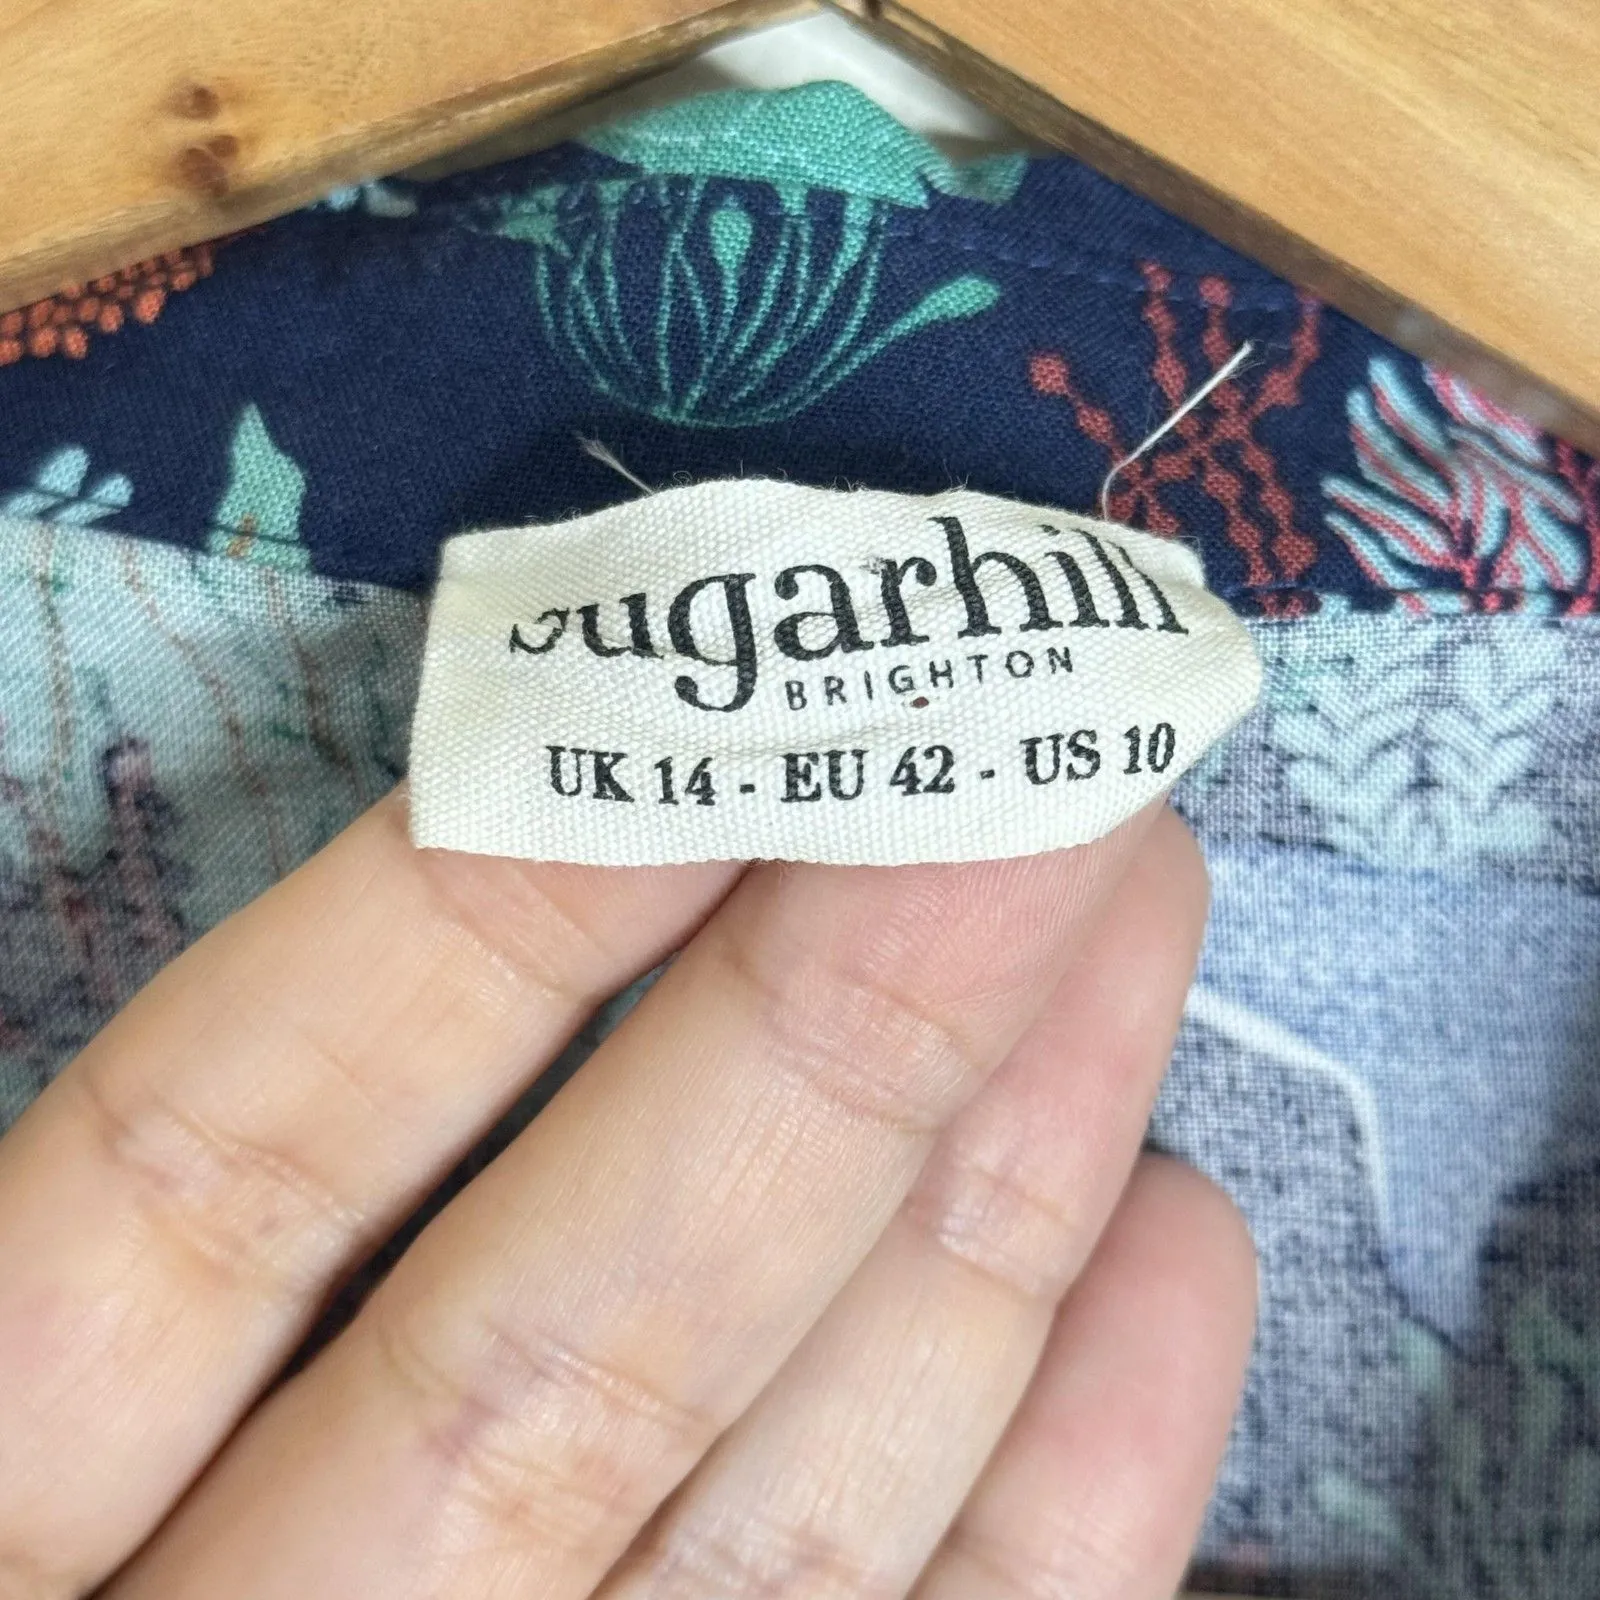 sugarhill
BRIGHTON
UK 14 - EU 42 - US 10